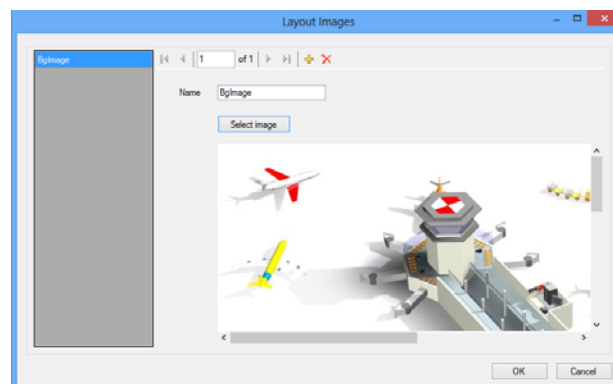 Layout Images
BgImage
1 of 1
Name BgImage
Select image
OK Cancel